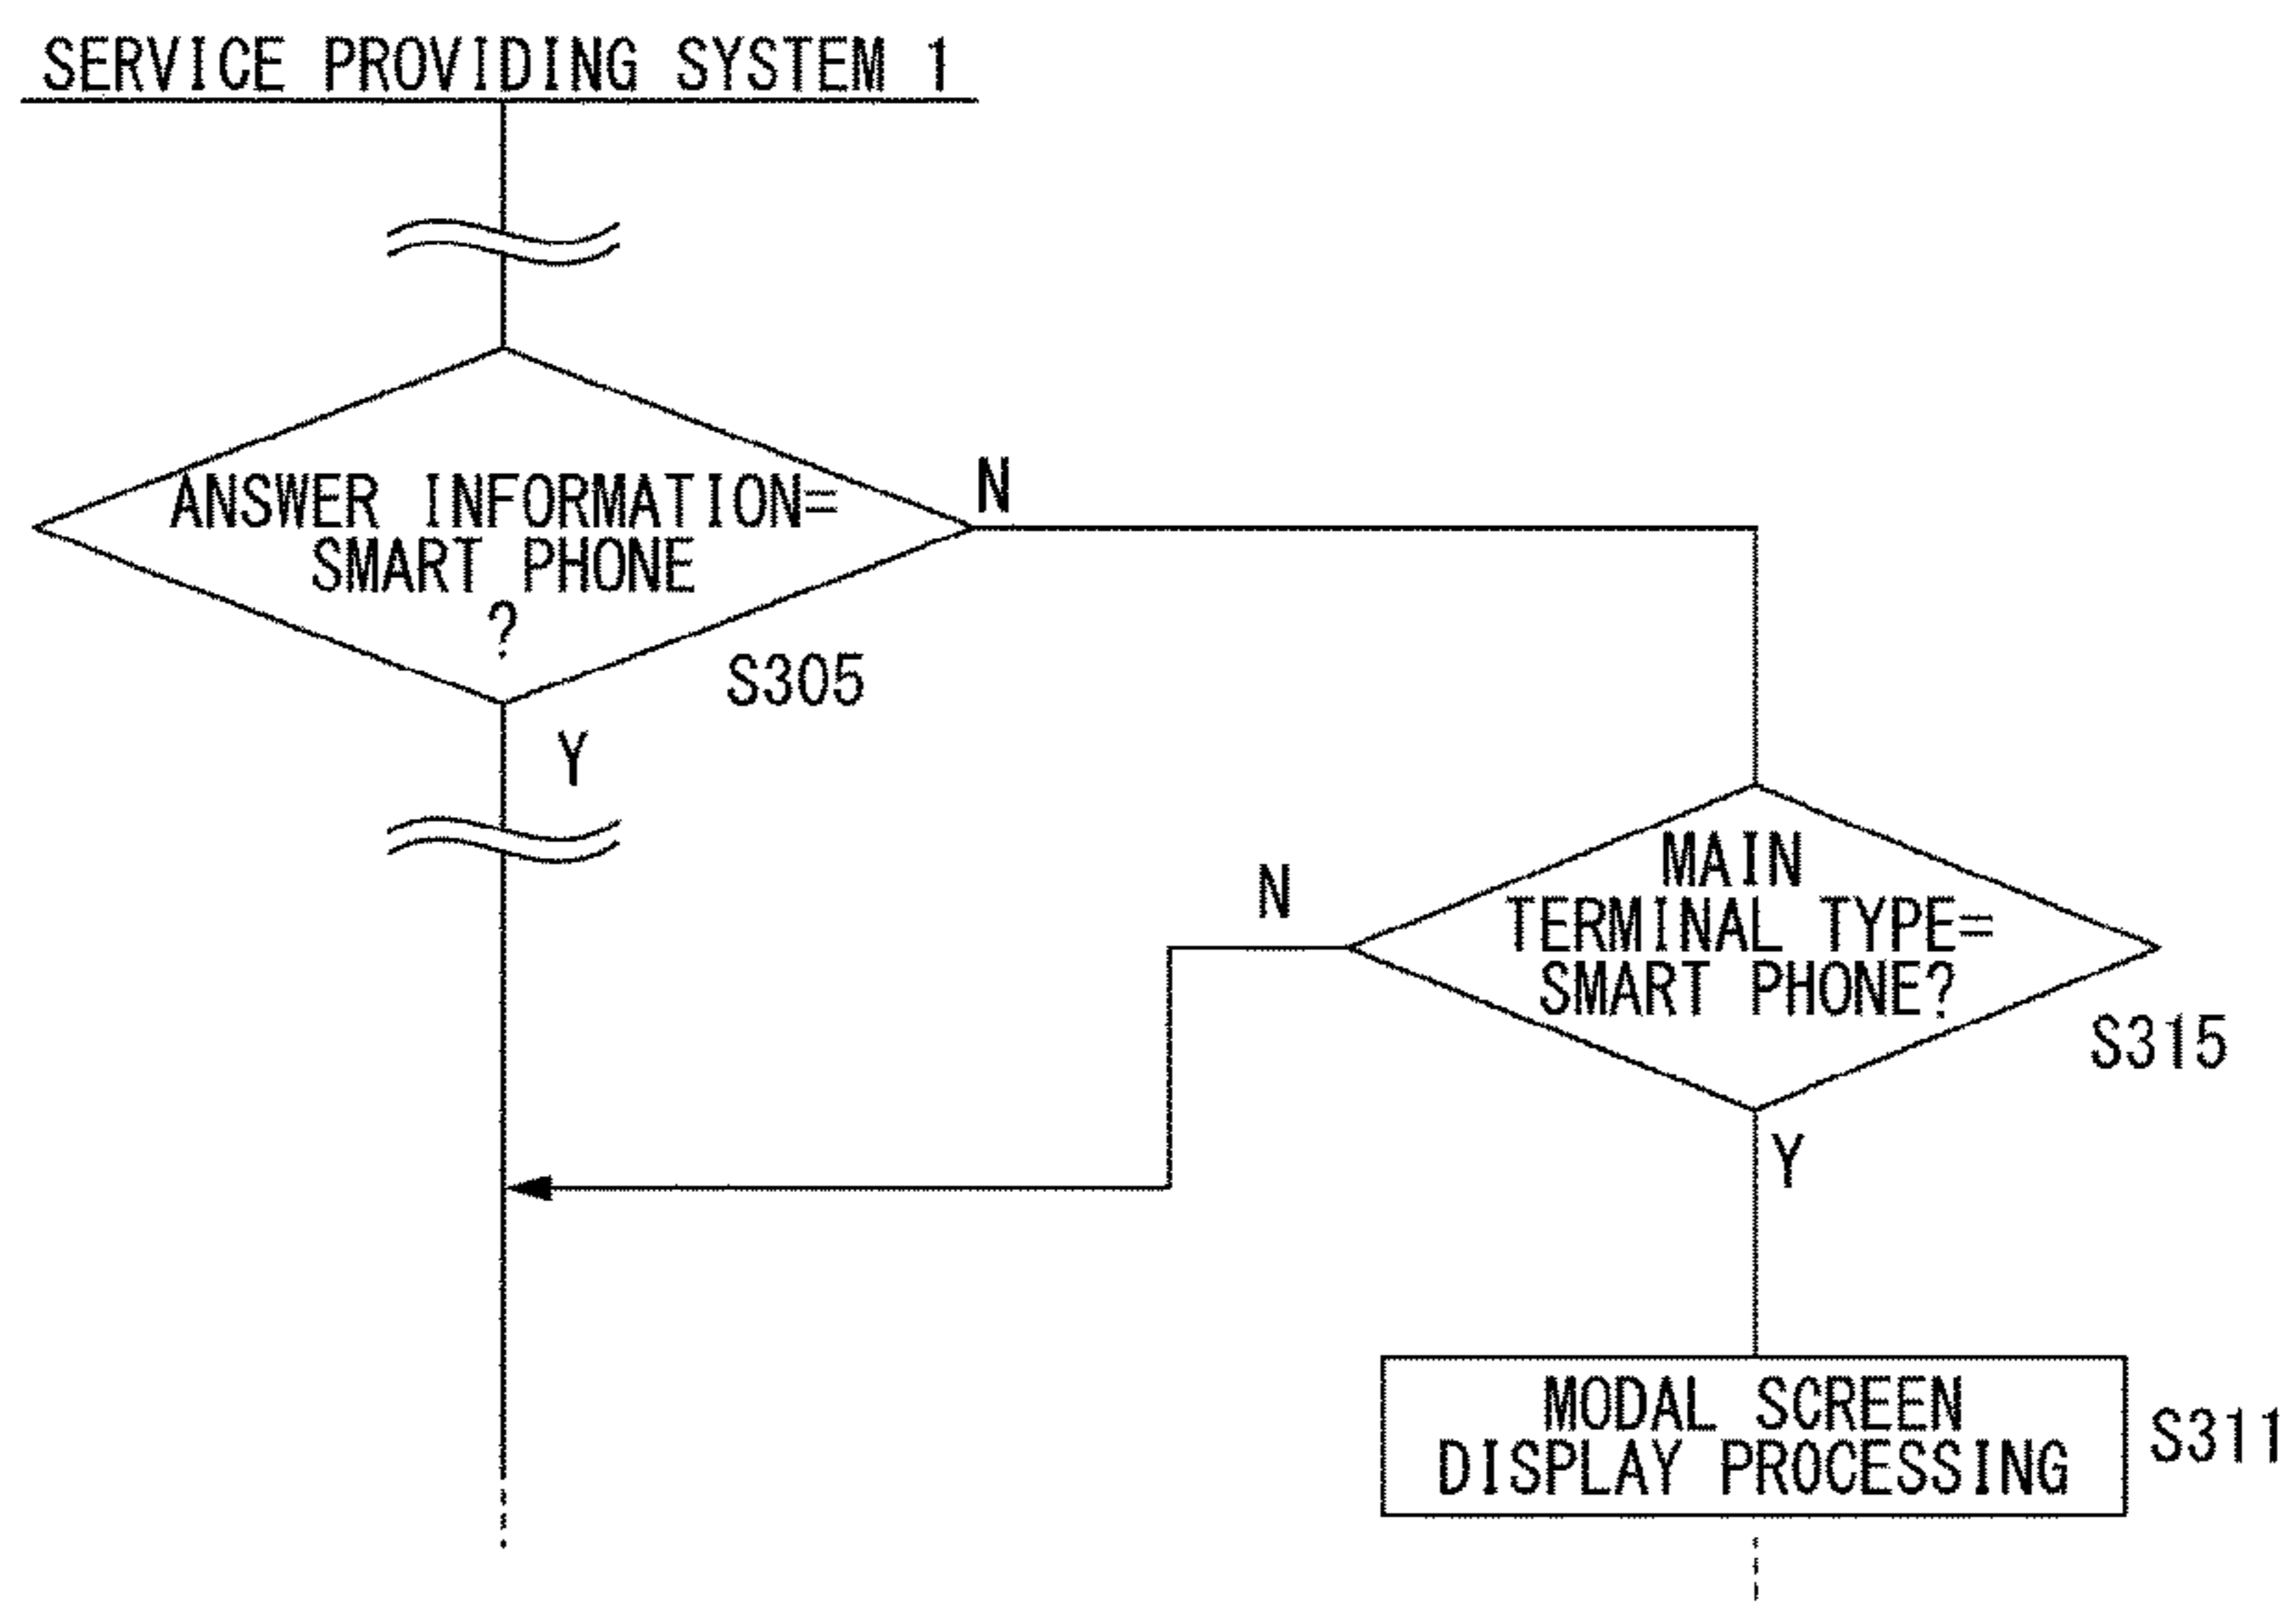 SERVICE PROVIDING SYSTEM 1
ANSWER INFORMATION=
SMART PHONE
?
N
S305
Y
MAIN
TERMINAL TYPE=
SMART PHONE?
N
S315
Y
MODAL SCREEN
DISPLAY PROCESSING
S311